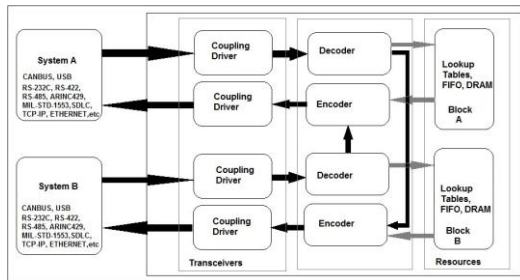 System A
CANBUS, USB
RS-232C, RS-422,
RS-485, ARINC429,
MIL-STD-1553,SDLC,
TCP-IP, ETHERNET,etc
Coupling
Driver
Decoder
Lookup
Tables,
FIFO, DRAM
Block
A
Coupling
Driver
Encoder
System B
CANBUS, USB
RS-232C, RS-422,
RS-485, ARINC429,
MIL-STD-1553,SDLC,
TCP-IP, ETHERNET,etc
Coupling
Driver
Decoder
Lookup
Tables,
FIFO, DRAM
Block
B
Coupling
Driver
Encoder
Transceivers
Resources